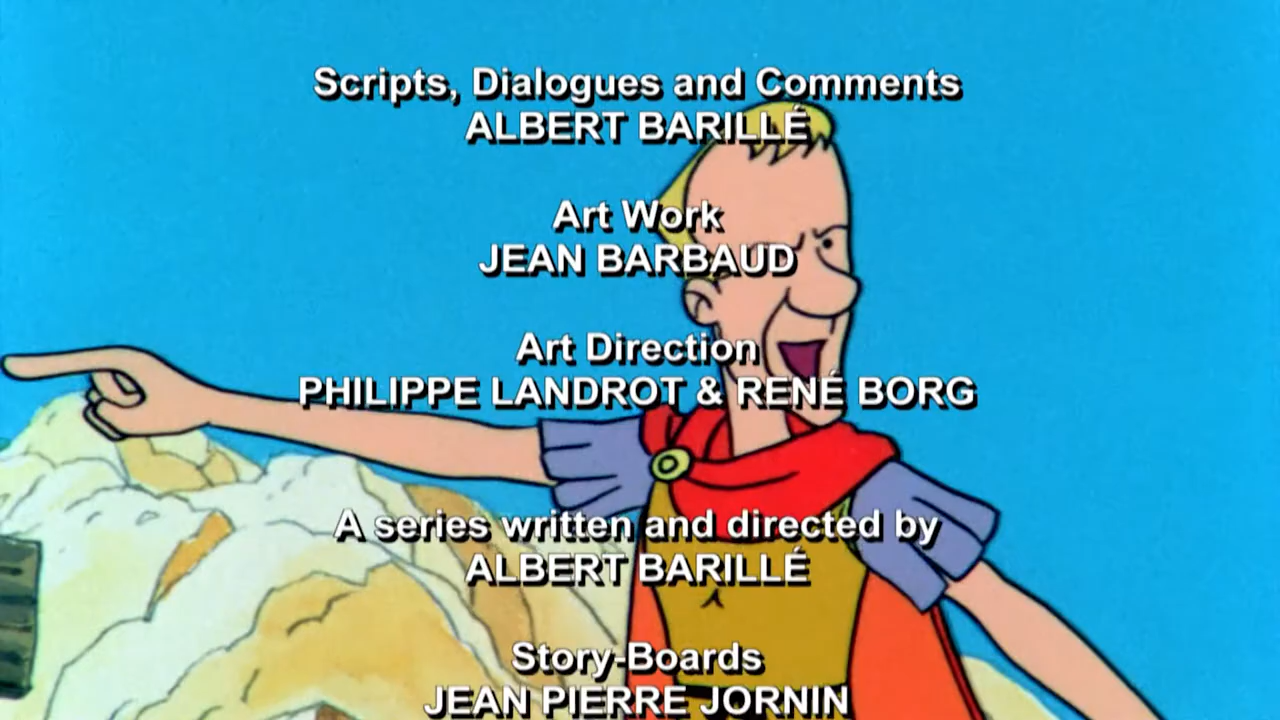 Scripts, Dialogues and Comments
ALBERT BARILLÉ
Art Work
JEAN BARBAUD
Art Direction
PHILIPPE LANDROT & RENÉ BORG
A series written and directed by
ALBERT BARILLÉ
Story-Boards
JEAN PIERRE JORNIN